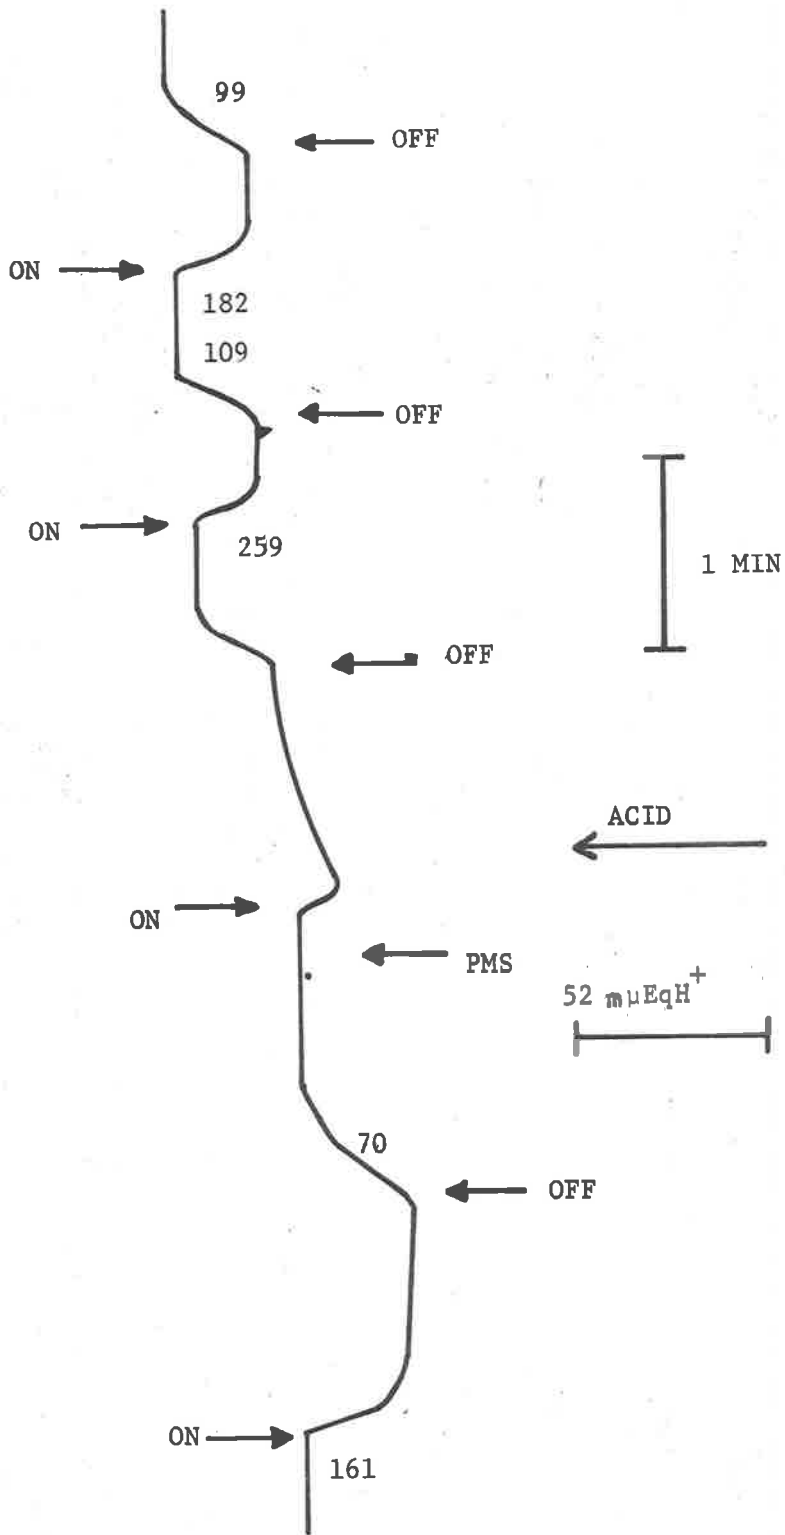 99
OFF
ON
182
109
OFF
ON
259
OFF
1 MIN
ACID
ON
PMS
52 mμEqH+
70
OFF
ON
161